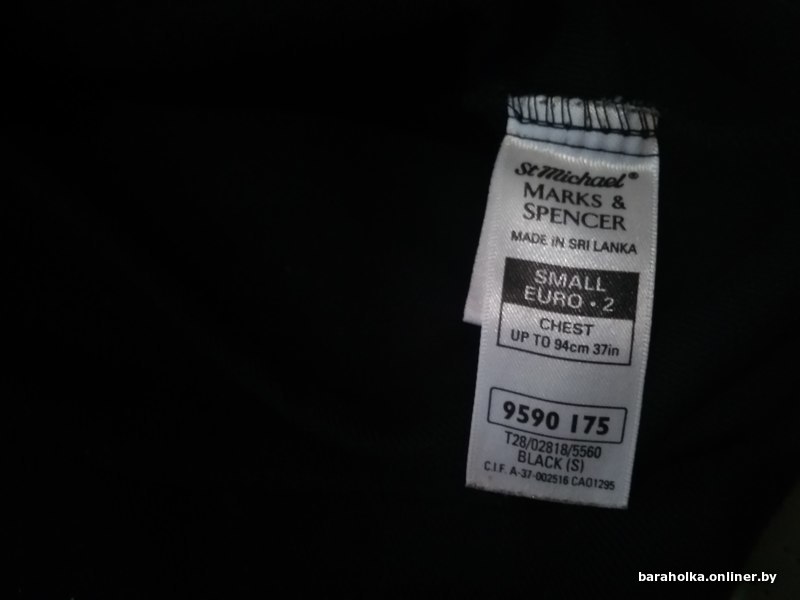 St Michael®
MARKS &
SPENCER
MADE IN SRI LANKA
SMALL
EURO · 2
CHEST
UP TO 94cm 37in
9590 175
T28/02818/5560
BLACK (S)
C.I.F. A-37-002516 CAO1295
baraholka.onliner.by